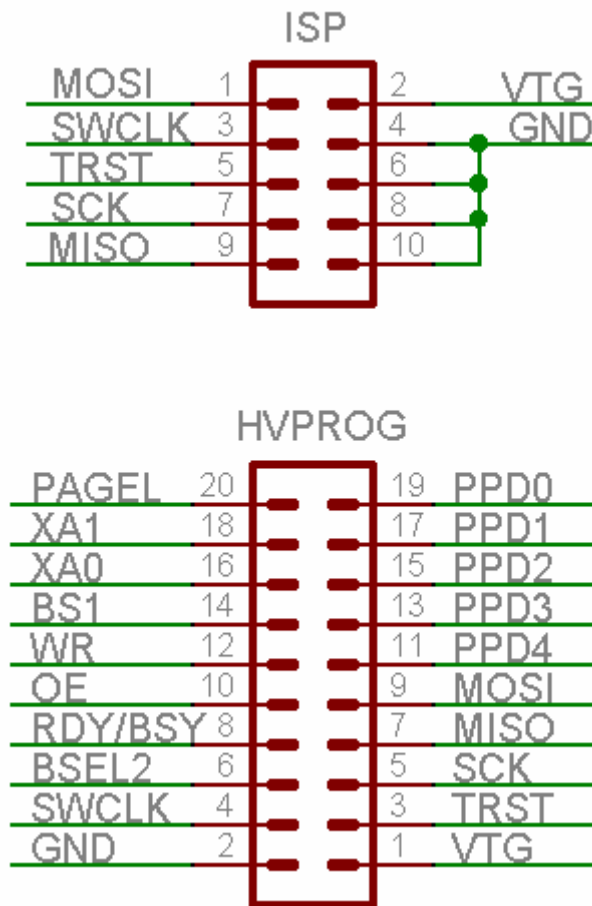 ISP
MOSI 1 2 VTG
SWCLK 3 4 GND
TRST 5 6
SCK 7 8
MISO 9 10
HVPROG
PAGEL 20 19 PPD0
XA1 18 17 PPD1
XA0 16 15 PPD2
BS1 14 13 PPD3
WR 12 11 PPD4
OE 10 9 MOSI
RDY/BSY 8 7 MISO
BSEL2 6 5 SCK
SWCLK 4 3 TRST
GND 2 1 VTG